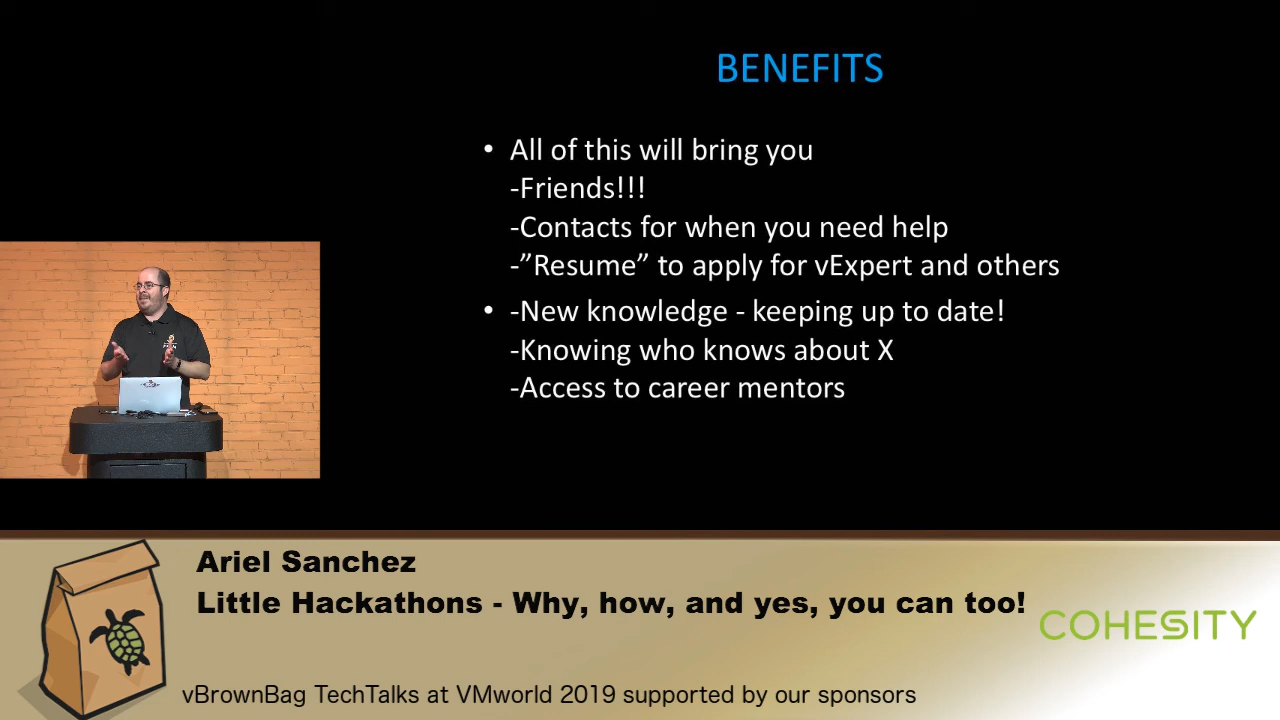 BENEFITS
• All of this will bring you
-Friends!!!
-Contacts for when you need help
-”Resume” to apply for vExpert and others
• -New knowledge - keeping up to date!
-Knowing who knows about X
-Access to career mentors
Ariel Sanchez
Little Hackathons - Why, how, and yes, you can too!
COHESITY
vBrownBag TechTalks at VMworld 2019 supported by our sponsors